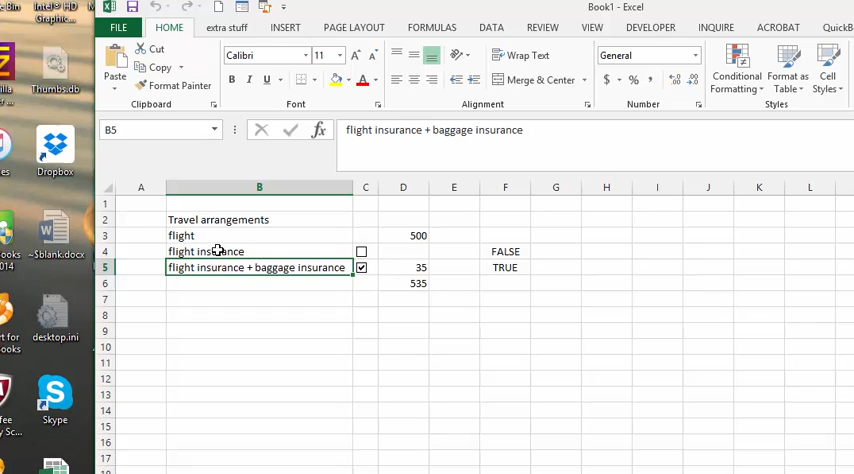 e Bin
Intel® HD
Graphic...
Book1 - Excel
FILE
HOME
extra stuff
INSERT
PAGE LAYOUT
FORMULAS
DATA
REVIEW
VIEW
DEVELOPER
INQUIRE
ACROBAT
QuickB
Paste
Cut
Copy
Format Painter
Clipboard
Calibri
11
A A
B I U
A
Font
Wrap Text
Merge & Center
Alignment
General
$ % ,
Number
Conditional
Formatting
Format as
Table
Cell
Styles
Styles
B5
fx
flight insurance + baggage insurance
A B C D E F G H I J K L
1
2 Travel arrangements
3 flight 500
4 flight insurance FALSE
5 flight insurance + baggage insurance 35 TRUE
6 535
7
8
9
10
11
12
13
14
15
16
17
Thumbs.db
Dropbox
~$blank.docx
2014
desktop.ini
Skype